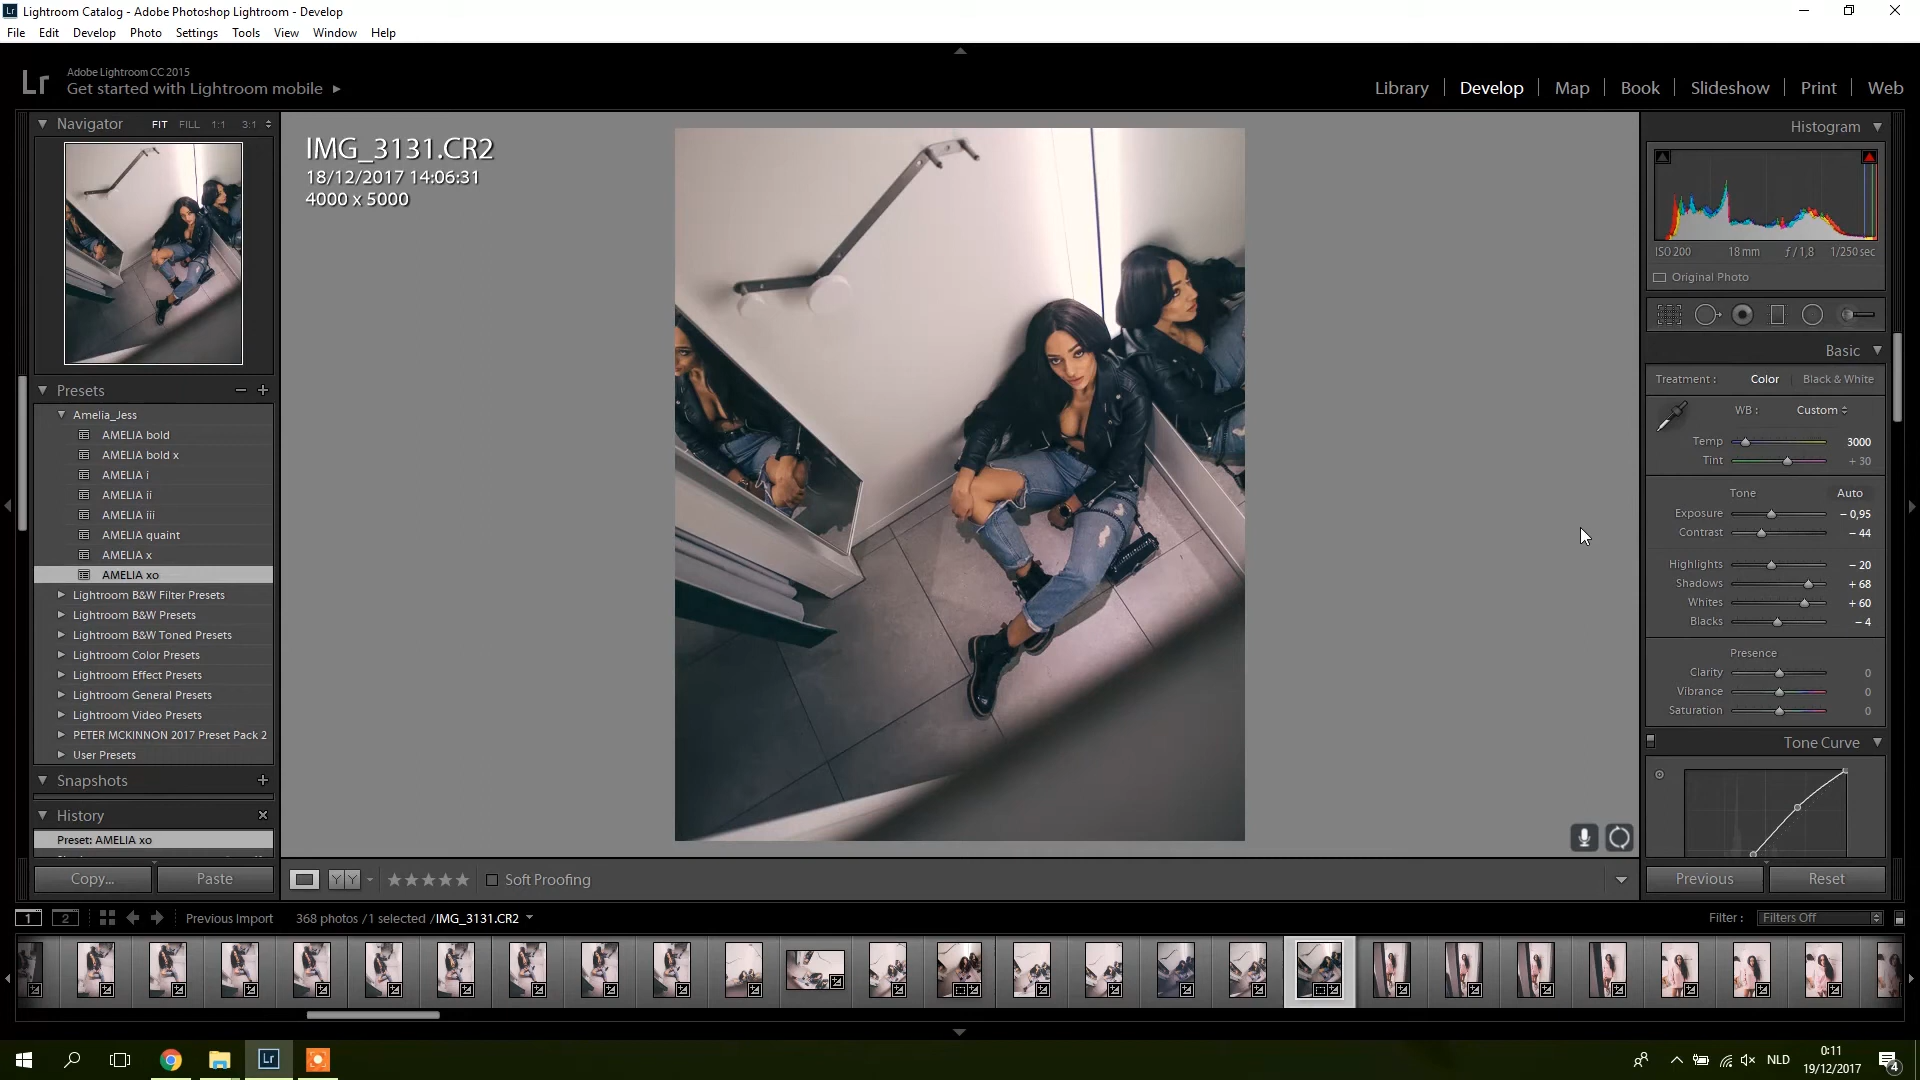 Lightroom Catalog - Adobe Photoshop Lightroom - Develop
File Edit Develop Photo Settings Tools View Window Help
Lr
Adobe Lightroom CC 2015
Get started with Lightroom mobile
Library Develop Map Book Slideshow Print Web
Navigator FIT FILL 1:1 3:1
IMG_3131.CR2
18/12/2017 14:06:31
4000 x 5000
Presets
Amelia_Jess
AMELIA bold
AMELIA bold x
AMELIA i
AMELIA ii
AMELIA iii
AMELIA quaint
AMELIA x
AMELIA xo
Lightroom B&W Filter Presets
Lightroom B&W Presets
Lightroom B&W Toned Presets
Lightroom Color Presets
Lightroom Effect Presets
Lightroom General Presets
Lightroom Video Presets
PETER MCKINNON 2017 Preset Pack 2
User Presets
Snapshots
History
Preset: AMELIA xo
Copy... Paste
Histogram
ISO 200 18 mm ƒ / 1,8 1/250 sec
Original Photo
Basic
Treatment : Color Black & White
WB : Custom
Temp 3000
Tint + 30
Tone Auto
Exposure − 0,95
Contrast − 44
Highlights − 20
Shadows + 68
Whites + 60
Blacks − 4
Presence
Clarity 0
Vibrance 0
Saturation 0
Tone Curve
Previous Reset
YY Soft Proofing
1 2 Previous Import 368 photos / 1 selected / IMG_3131.CR2 Filter : Filters Off
Lr
NLD
0:11
19/12/2017
4